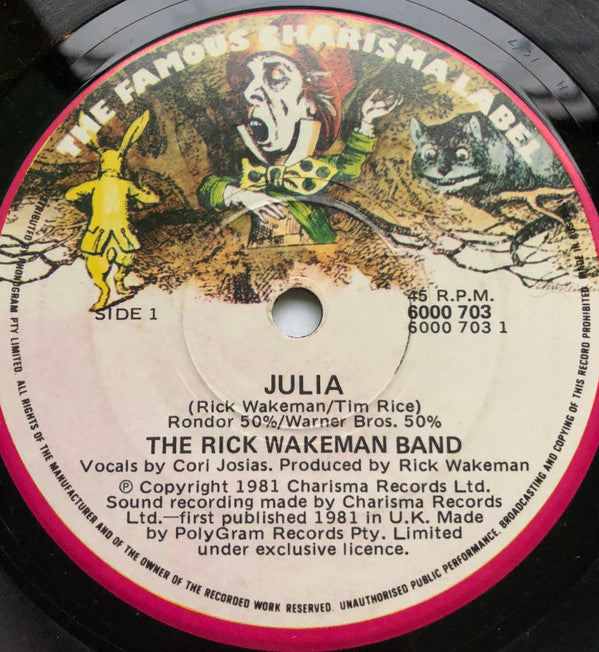 THE FAMOUS CHARISMA LABEL
SIDE 1
45 R.P.M.
6000 703
6000 703 1
JULIA
(Rick Wakeman/Tim Rice)
Rondor 50%/Warner Bros. 50%
THE RICK WAKEMAN BAND
Vocals by Cori Josias. Produced by Rick Wakeman
℗ Copyright 1981 Charisma Records Ltd.
Sound recording made by Charisma Records
Ltd.—first published 1981 in U.K. Made
by PolyGram Records Pty. Limited
under exclusive licence.
PTY LIMITED. ALL RIGHTS OF THE MANUFACTURER AND OF THE OWNER OF THE RECORDED WORK RESERVED. UNAUTHORISED PUBLIC PERFORMANCE, BROADCASTING AND COPYING OF THIS RECORD PROHIBITED. MADE IN